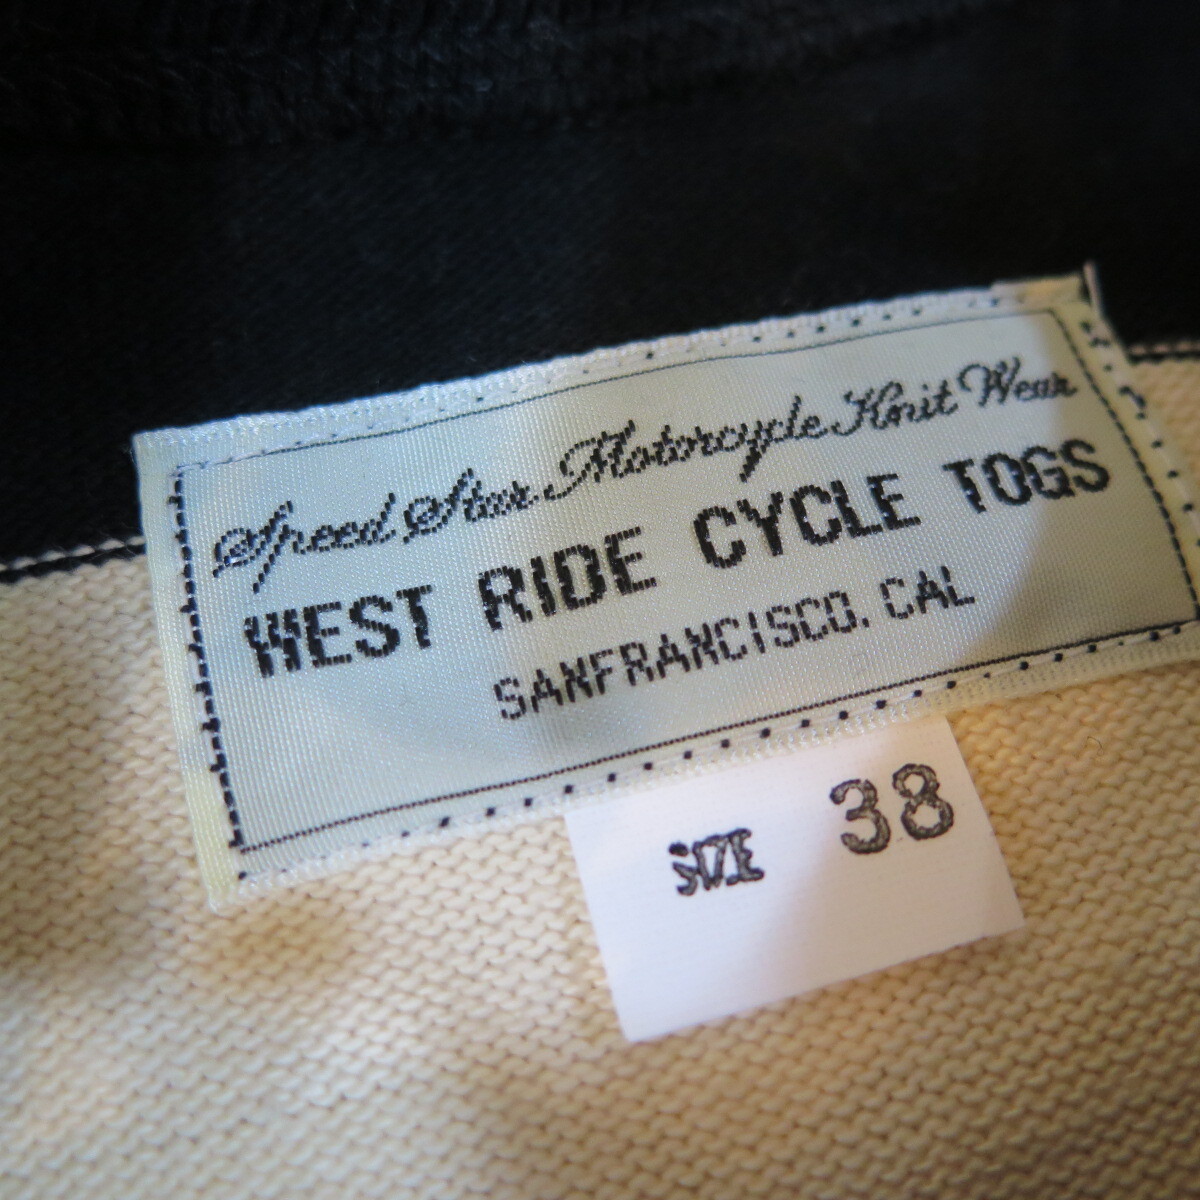 Speed Star Motorcycle Knit Wear
WEST RIDE CYCLE TOGS
SANFRANCISCO. CAL
SIZE 38